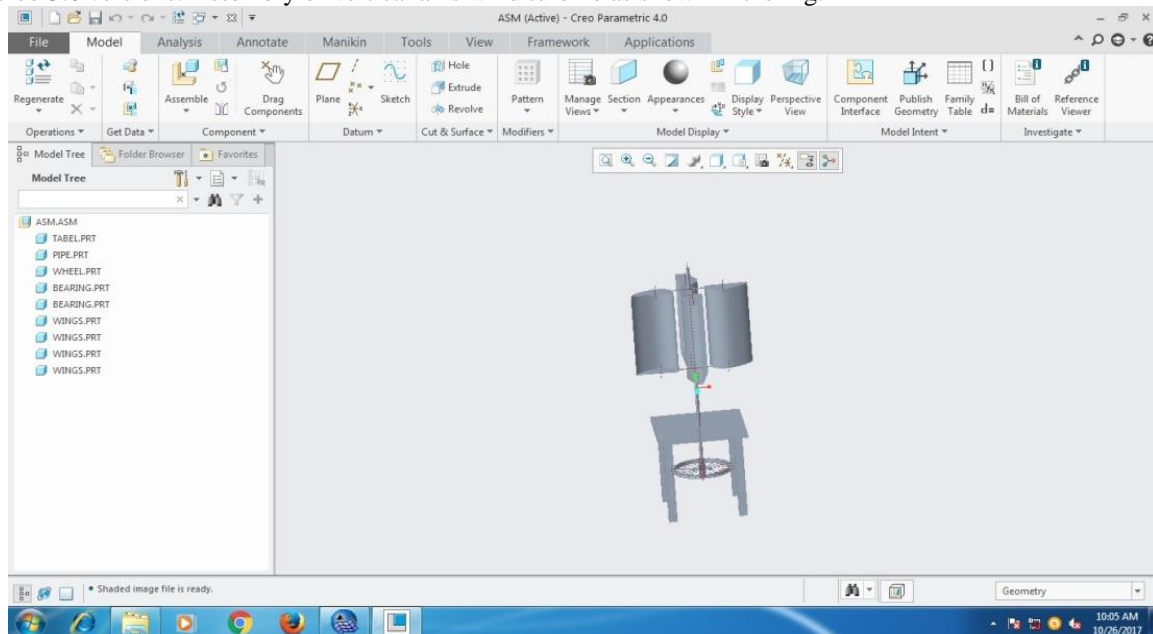 ASM (Active) - Creo Parametric 4.0
File Model Analysis Annotate Manikin Tools View Framework Applications
Regenerate
Assemble
Drag
Components
Plane
Sketch
Hole
Extrude
Revolve
Pattern
Manage
Views
Section
Appearances
Display
Style
Perspective
View
Component
Interface
Publish
Geometry
Family
Table
d=
Bill of
Materials
Reference
Viewer
Operations Get Data Component Datum Cut & Surface Modifiers Model Display Model Intent Investigate
Model Tree Folder Browser Favorites
Model Tree
ASM.ASM
TABEL.PRT
PIPE.PRT
WHEEL.PRT
BEARING.PRT
BEARING.PRT
WINGS.PRT
WINGS.PRT
WINGS.PRT
WINGS.PRT
Shaded image file is ready.
Geometry
10:05 AM
10/26/2017